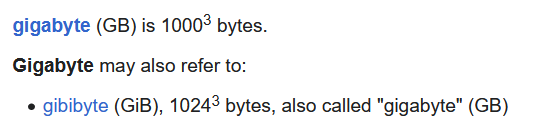 gigabyte (GB) is 1000³ bytes.
Gigabyte may also refer to:
• gibibyte (GiB), 1024³ bytes, also called "gigabyte" (GB)